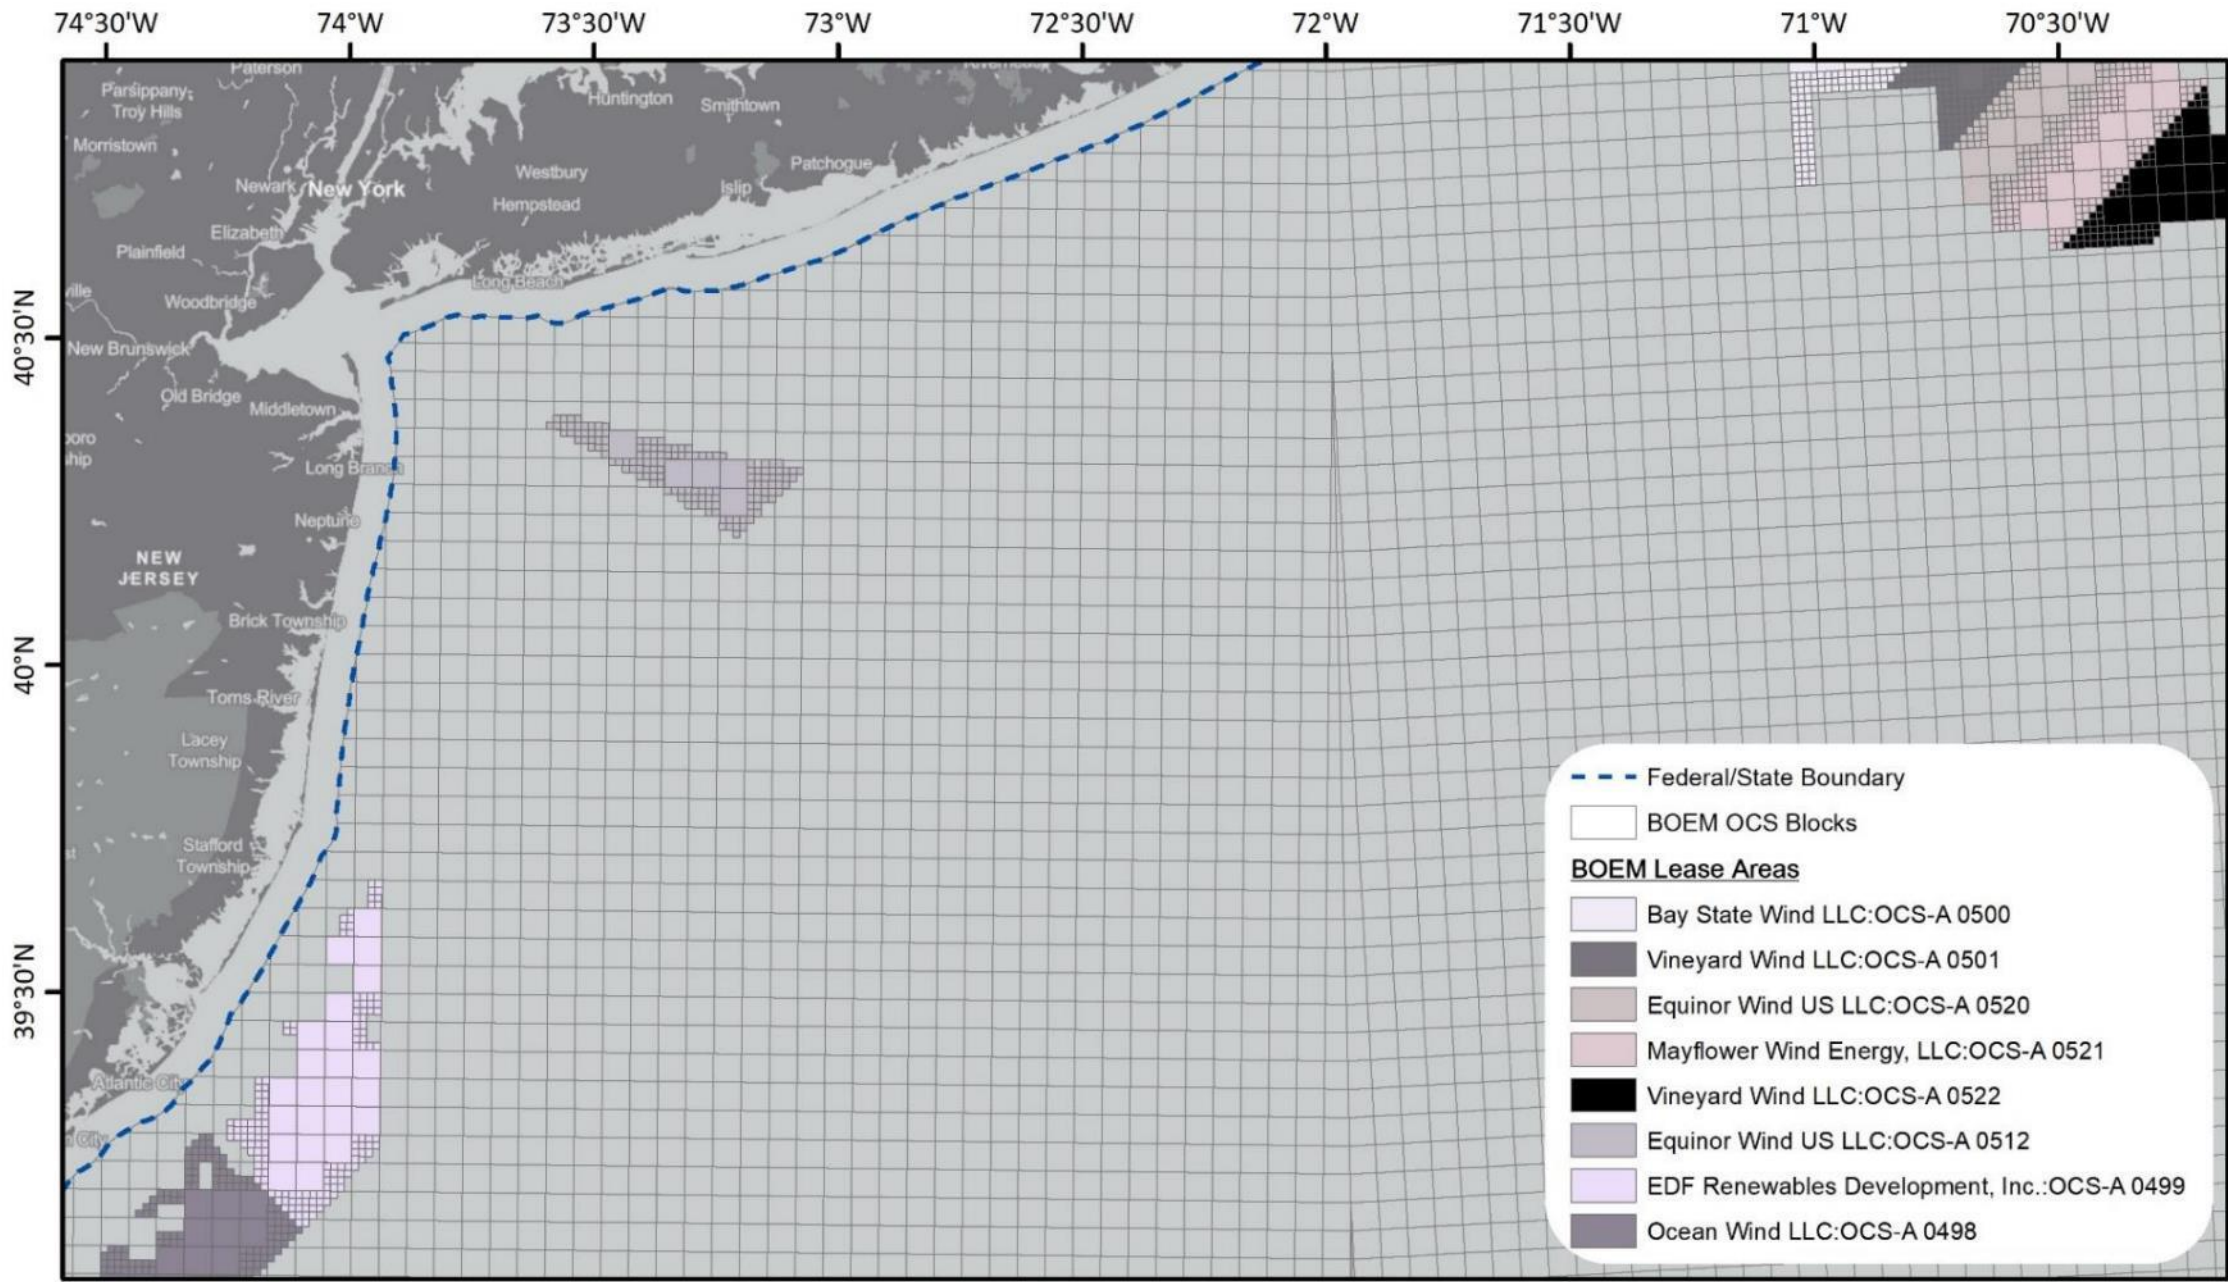 74°30'W 74°W 73°30'W 73°W 72°30'W 72°W 71°30'W 71°W 70°30'W
40°30'N
40°N
39°30'N
Paterson
Parsippany-
Troy Hills
Morristown
Huntington
Smithtown
Patchogue
Westbury
Islip
Newark
New York
Hempstead
Elizabeth
Plainfield
Long Beach
Woodbridge
New Brunswick
Old Bridge
Middletown
Long Branch
Neptune
NEW
JERSEY
Brick Township
Toms River
Lacey
Township
Stafford
Township
Atlantic City
City
Federal/State Boundary
BOEM OCS Blocks
BOEM Lease Areas
Bay State Wind LLC:OCS-A 0500
Vineyard Wind LLC:OCS-A 0501
Equinor Wind US LLC:OCS-A 0520
Mayflower Wind Energy, LLC:OCS-A 0521
Vineyard Wind LLC:OCS-A 0522
Equinor Wind US LLC:OCS-A 0512
EDF Renewables Development, Inc.:OCS-A 0499
Ocean Wind LLC:OCS-A 0498